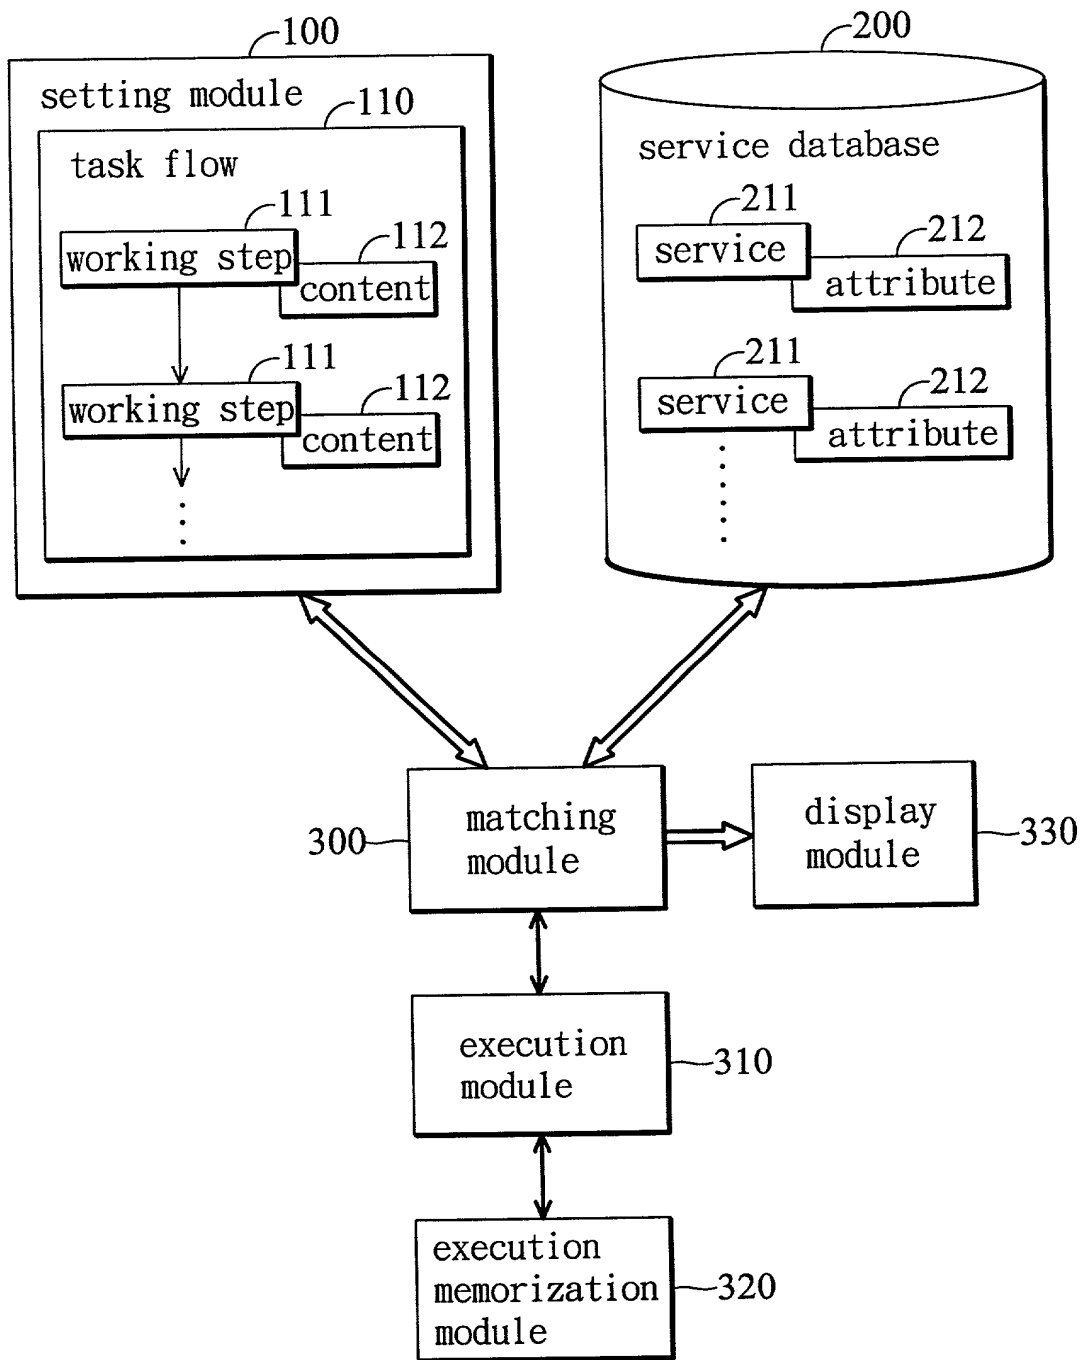 100
200
setting module
110
task flow
111
working step
112
content
111
working step
112
content
service database
211
service
212
attribute
211
service
212
attribute
300
matching
module
display
module
330
execution
module
310
execution
memorization
module
320